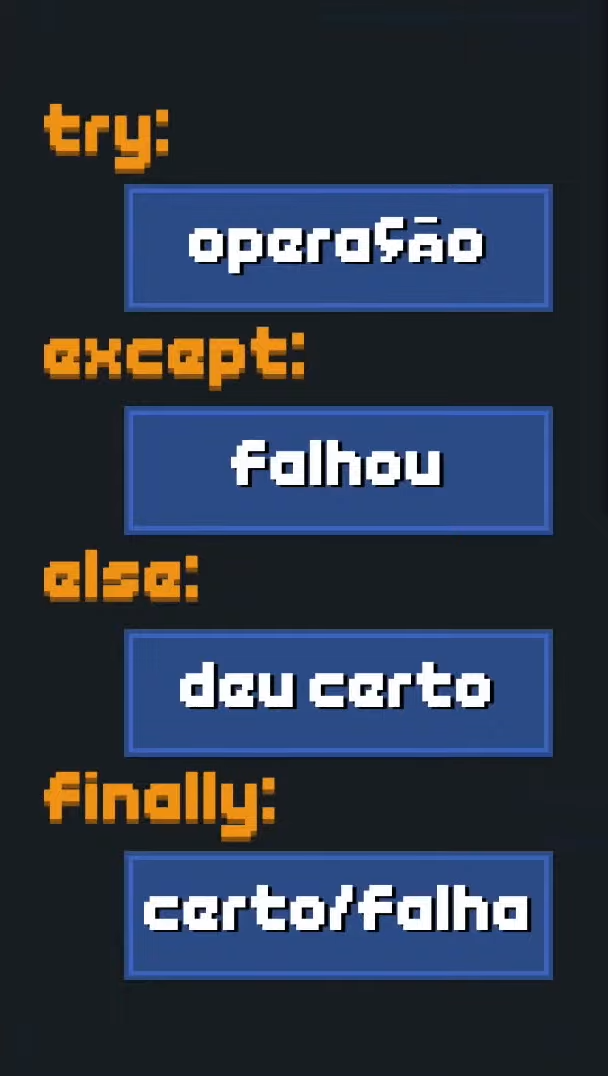 try:
operação
except:
falhou
else:
deu certo
finally:
certo/falha